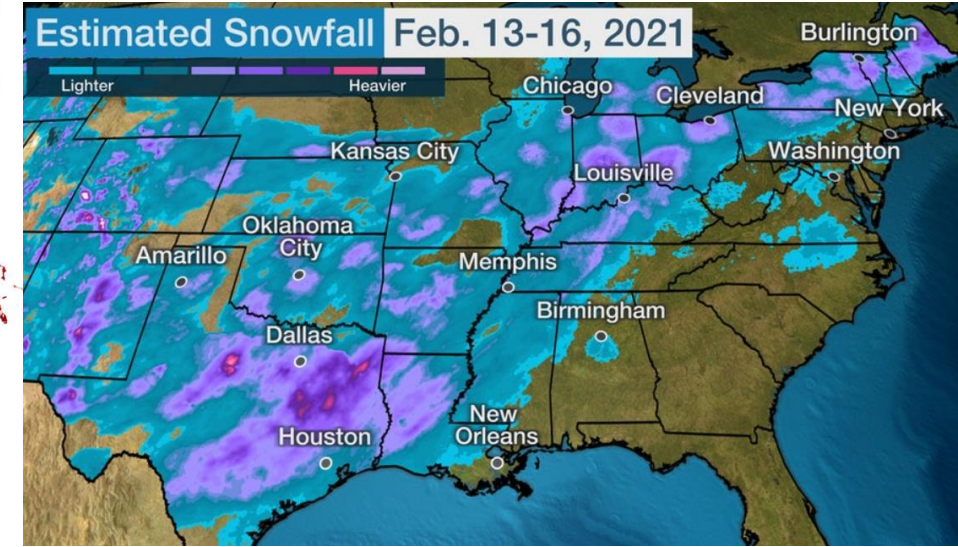 Estimated Snowfall Feb. 13-16, 2021
Lighter
Heavier
Burlington
Chicago
Cleveland
New York
Kansas City
Washington
Louisville
Oklahoma
City
Amarillo
Memphis
Birmingham
Dallas
New
Orleans
Houston